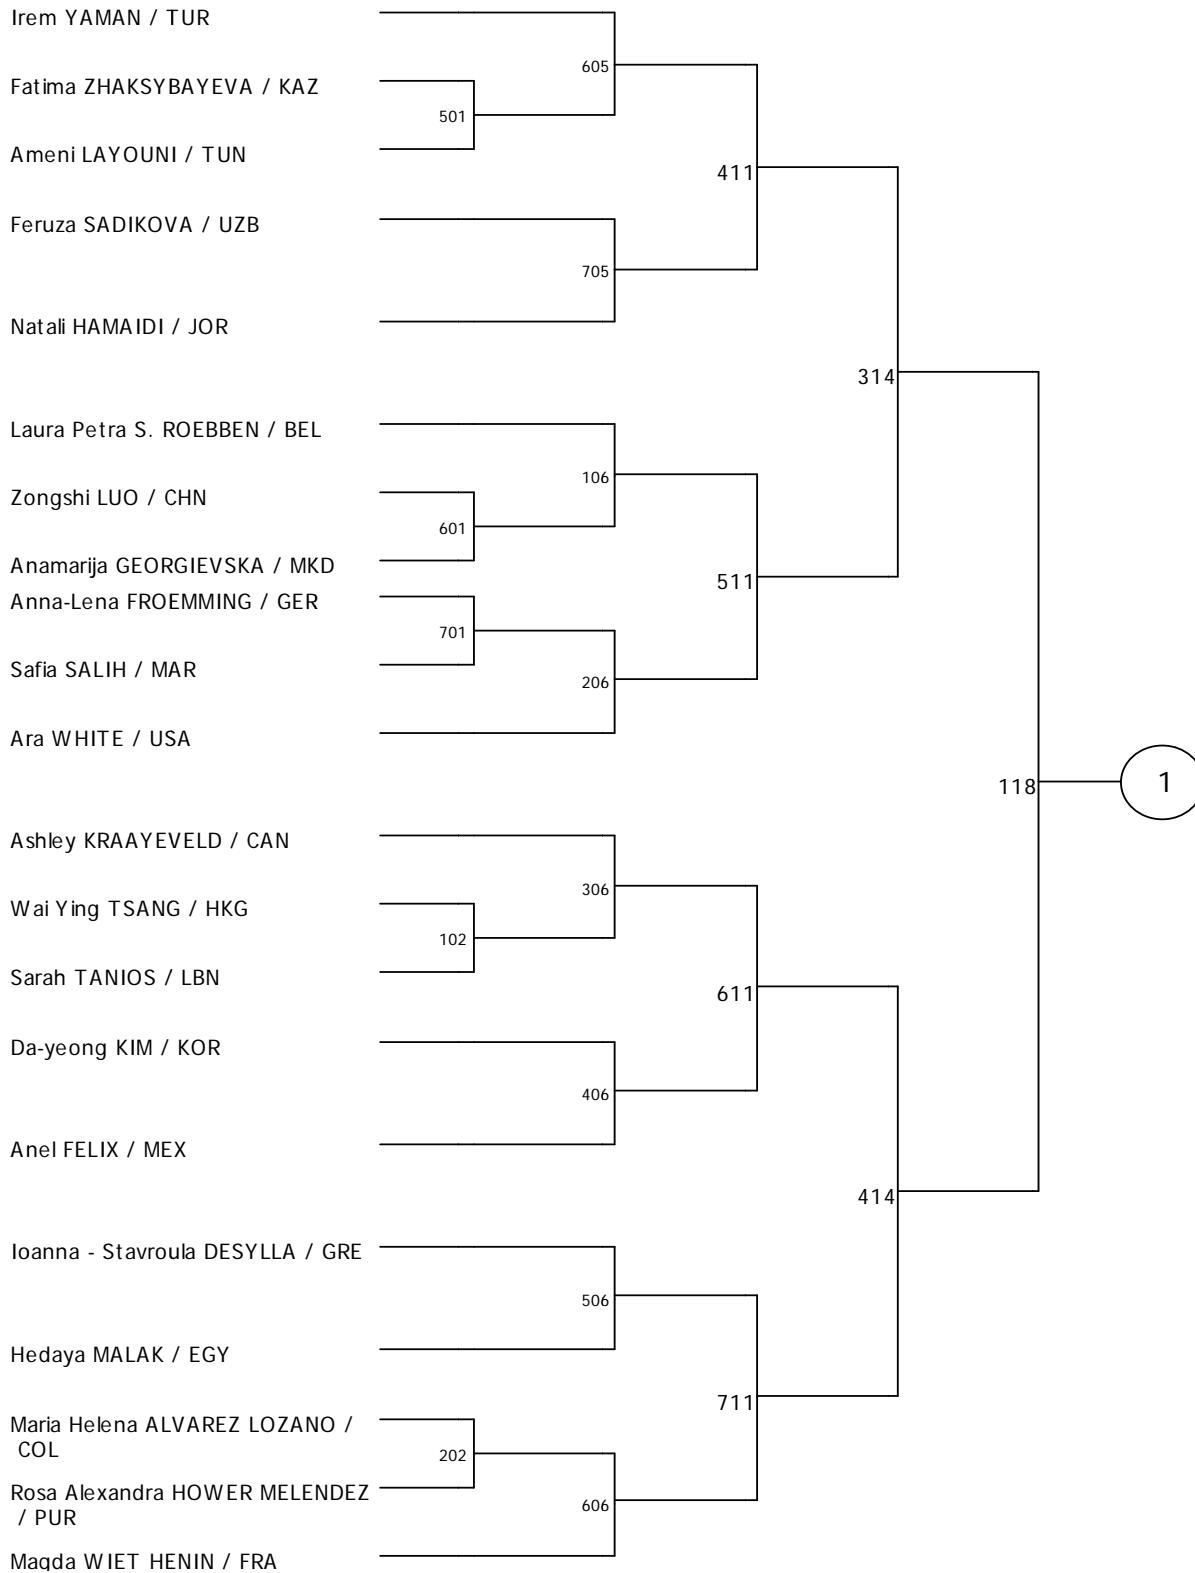 Irem YAMAN / TUR
605
Fatima ZHAKSYBAYEVA / KAZ
501
Ameni LAYOUNI / TUN
411
Feruza SADIKOVA / UZB
705
Natali HAMAIDI / JOR
314
Laura Petra S. ROEBBEN / BEL
106
Zongshi LUO / CHN
601
Anamarija GEORGIEVSKA / MKD
511
Anna-Lena FROEMMING / GER
701
Safia SALIH / MAR
206
Ara WHITE / USA
118
1
Ashley KRAAYEVELD / CAN
306
Wai Ying TSANG / HKG
102
Sarah TANIOS / LBN
611
Da-yeong KIM / KOR
406
Anel FELIX / MEX
414
Ioanna - Stavroula DESYLLA / GRE
506
Hedaya MALAK / EGY
711
Maria Helena ALVAREZ LOZANO /
COL
202
Rosa Alexandra HOWER MELENDEZ
/ PUR
606
Magda WIET HENIN / FRA